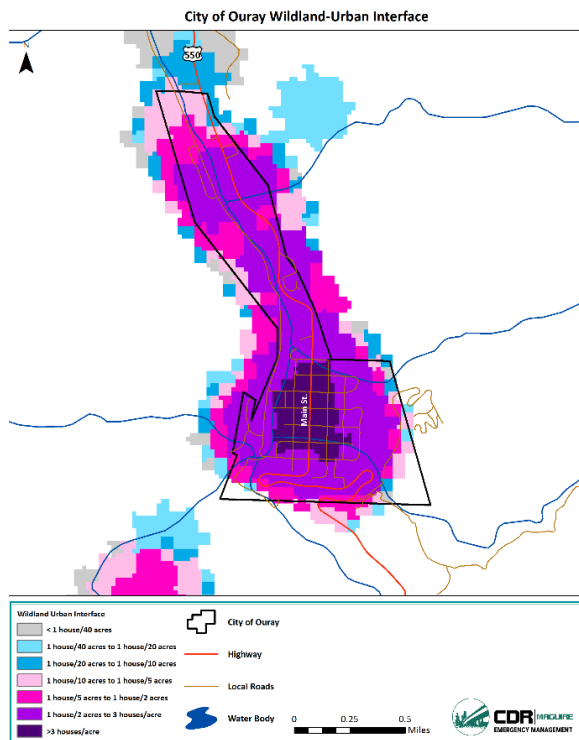 City of Ouray Wildland-Urban Interface
N
550
Main St.
Wildland Urban Interface
< 1 house/40 acres
1 house/40 acres to 1 house/20 acres
1 house/20 acres to 1 house/10 acres
1 house/10 acres to 1 house/5 acres
1 house/5 acres to 1 house/2 acres
1 house/2 acres to 3 houses/acre
>3 houses/acre
City of Ouray
Highway
Local Roads
Water Body
0 0.25 0.5
Miles
CDR MAGUIRE
EMERGENCY MANAGEMENT